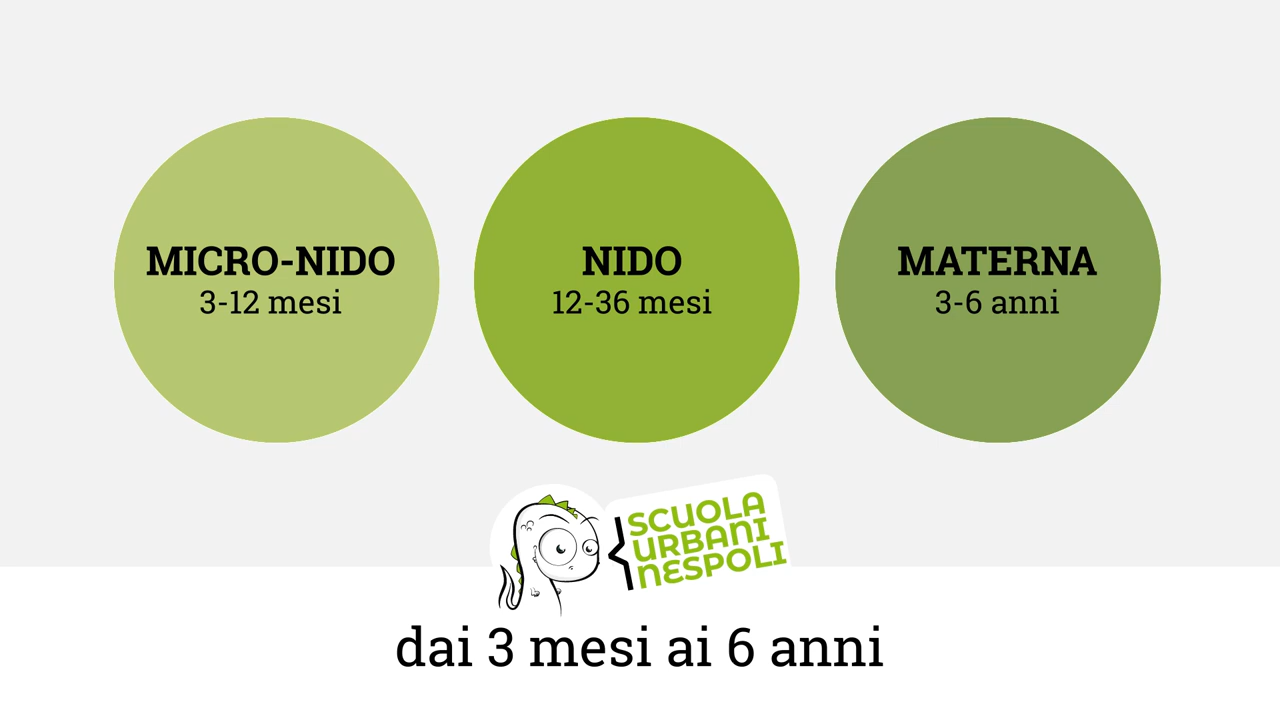 MICRO-NIDO
3-12 mesi
NIDO
12-36 mesi
MATERNA
3-6 anni
SCUOLA
URBANI
NESPOLI
dai 3 mesi ai 6 anni